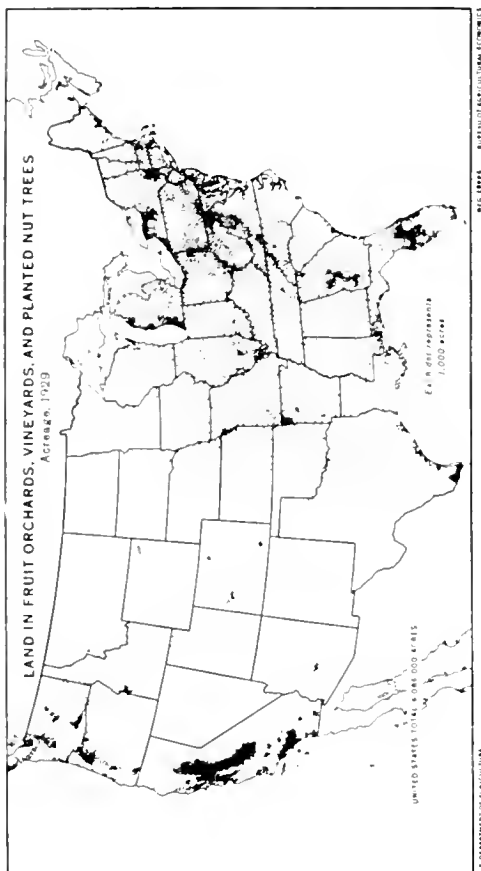 LAND IN FRUIT ORCHARDS, VINEYARDS, AND PLANTED NUT TREES
Acreage, 1929
Each dot represents
1,000 acres
UNITED STATES TOTAL 6,086,000 ACRES
DEPARTMENT OF AGRICULTURE
BUREAU OF AGRICULTURAL ECONOMICS